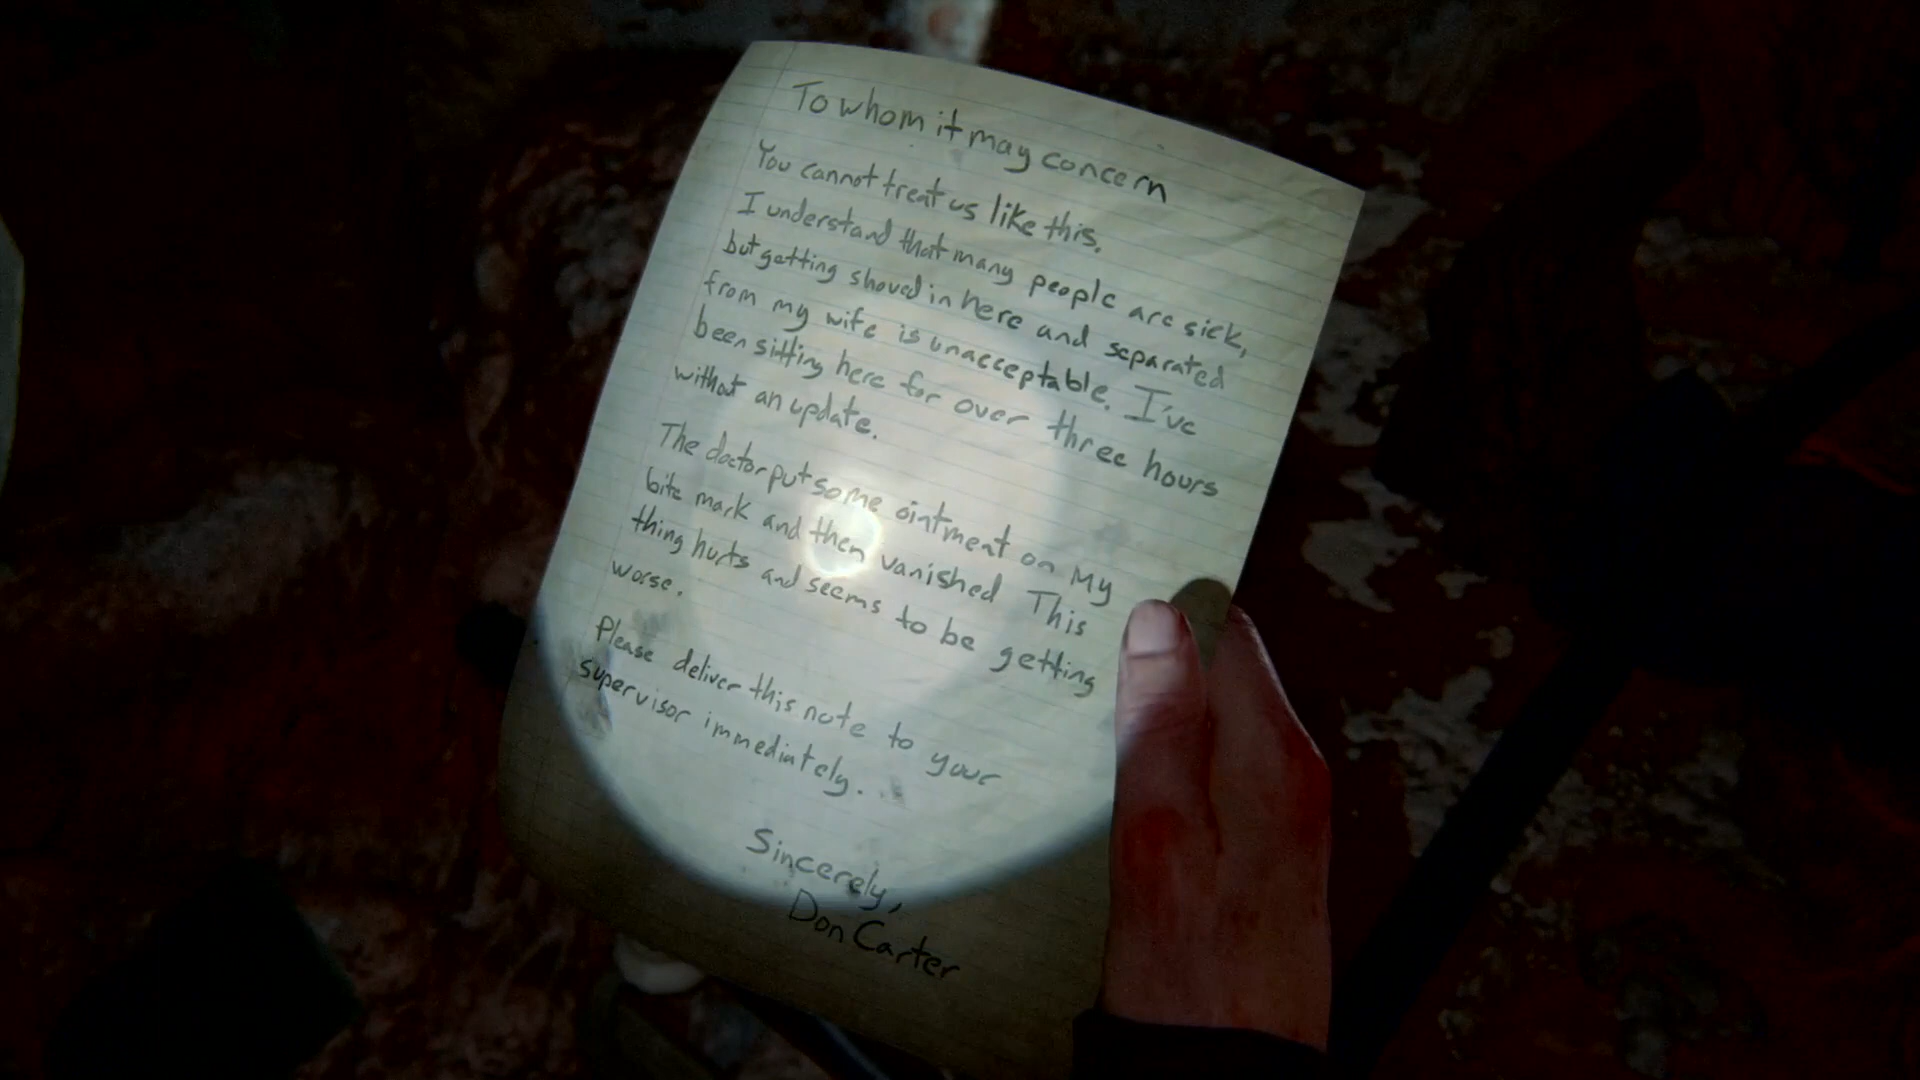 To whom it may concern
You cannot treat us like this.
I understand that many people are sick,
but getting shoved in here and separated
from my wife is unacceptable. I've
been sitting here for over three hours
without an update.
The doctor put some ointment on my
bite mark and then vanished This
thing hurts and seems to be getting
worse.
Please deliver this note to your
supervisor immediately.
Sincerely,
Don Carter